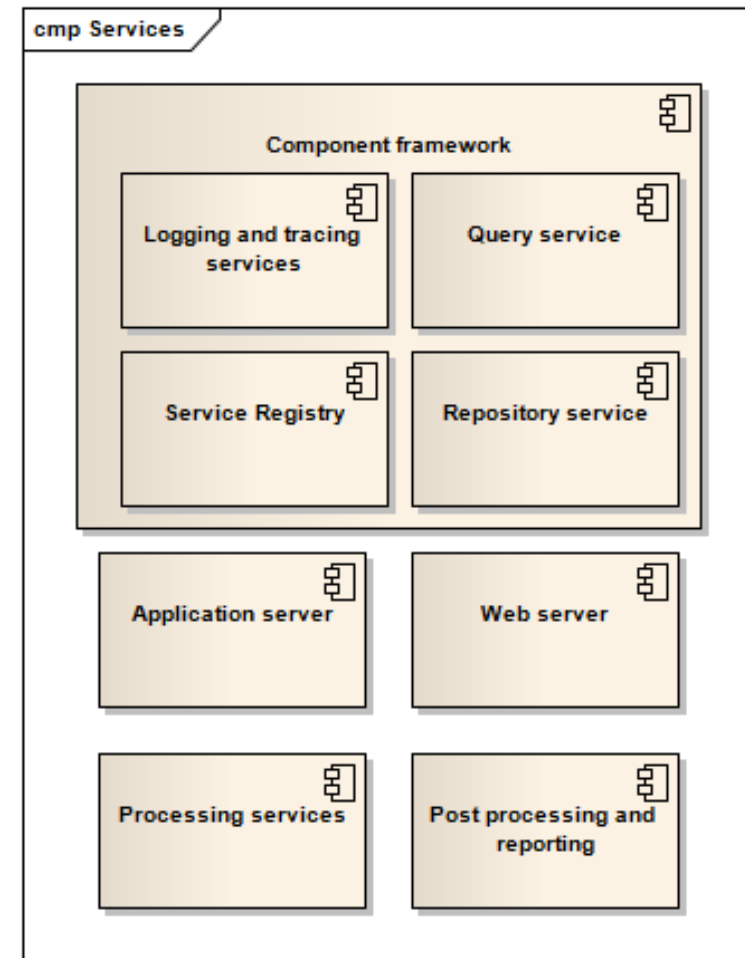 cmp Services
Component framework
Logging and tracing
services
Query service
Service Registry
Repository service
Application server
Web server
Processing services
Post processing and
reporting